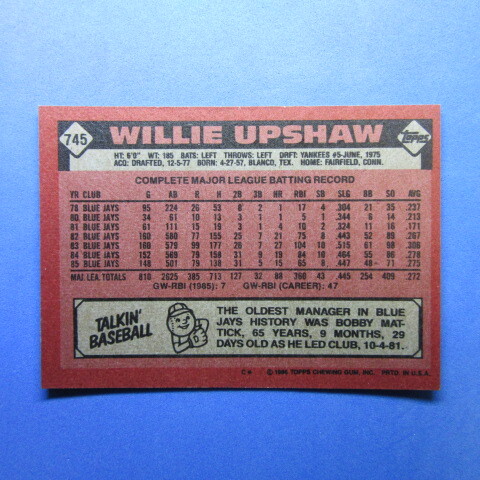 745
WILLIE UPSHAW
Topps
HT: 6'0" WT: 185 BATS: LEFT THROWS: LEFT DRFT: YANKEES #5-JUNE, 1975
ACQ: DRAFTED, 12-5-77 BORN: 4-27-57, BLANCO, TEX. HOME: FAIRFIELD, CONN.
COMPLETE MAJOR LEAGUE BATTING RECORD
YR CLUB G AB R H 2B 3B HR RBI SB SLG BB SO AVG
78 BLUE JAYS 95 224 26 53 8 2 1 17 4 .304 21 35 .237
80 BLUE JAYS 34 61 10 13 3 1 1 5 1 .344 6 14 .213
81 BLUE JAYS 61 111 15 19 3 1 4 10 2 .324 11 16 .171
82 BLUE JAYS 160 580 77 155 25 7 21 75 8 .443 52 89 .267
83 BLUE JAYS 160 579 99 177 26 7 27 104 10 .515 61 98 .306
84 BLUE JAYS 152 569 79 158 31 9 19 84 10 .464 55 86 .278
85 BLUE JAYS 148 501 79 138 31 5 15 65 8 .447 48 71 .275
MAJ. LEA. TOTALS 810 2625 385 713 127 32 88 360 43 .445 254 409 .272
GW-RBI (1985): 7 GW-RBI (CAREER): 47
TALKIN' BASEBALL
THE OLDEST MANAGER IN BLUE
JAYS HISTORY WAS BOBBY MAT-
TICK, 65 YEARS, 9 MONTHS, 29
DAYS OLD AS HE LED CLUB, 10-4-81.
© 1986 TOPPS CHEWING GUM, INC. PRTD. IN U.S.A.